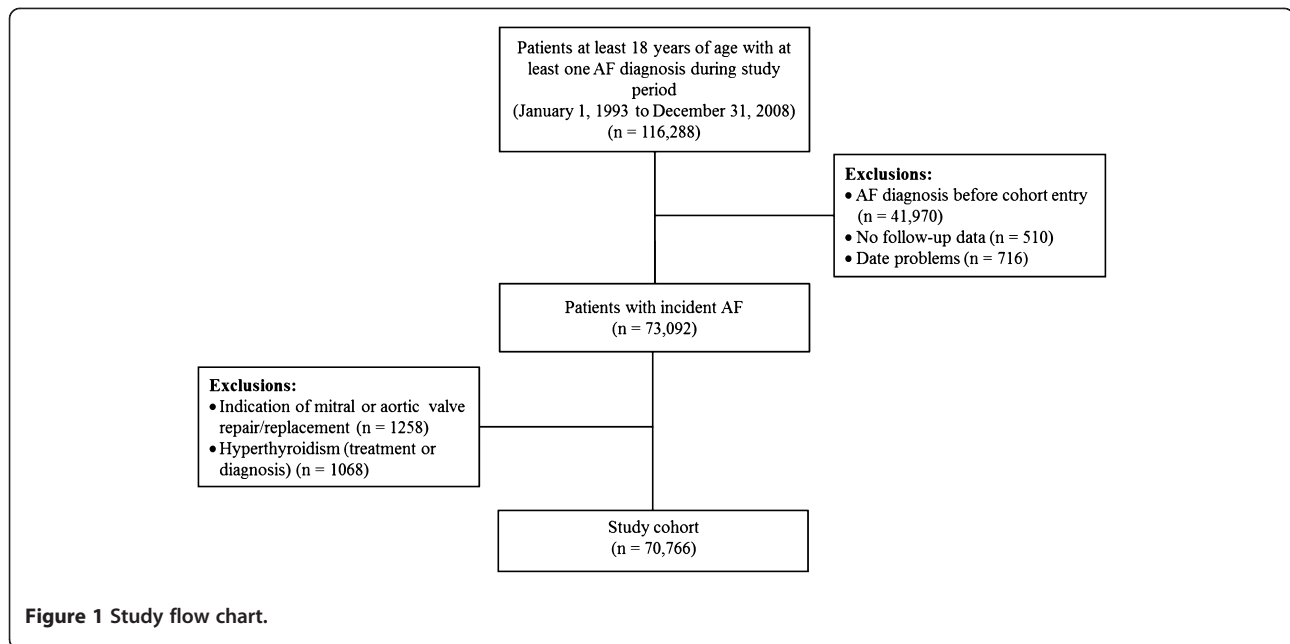 Patients at least 18 years of age with at
least one AF diagnosis during study
period
(January 1, 1993 to December 31, 2008)
(n = 116,288)
Exclusions:
• AF diagnosis before cohort entry
(n = 41,970)
• No follow-up data (n = 510)
• Date problems (n = 716)
Patients with incident AF
(n = 73,092)
Exclusions:
• Indication of mitral or aortic valve
repair/replacement (n = 1258)
• Hyperthyroidism (treatment or
diagnosis) (n = 1068)
Study cohort
(n = 70,766)
Figure 1 Study flow chart.